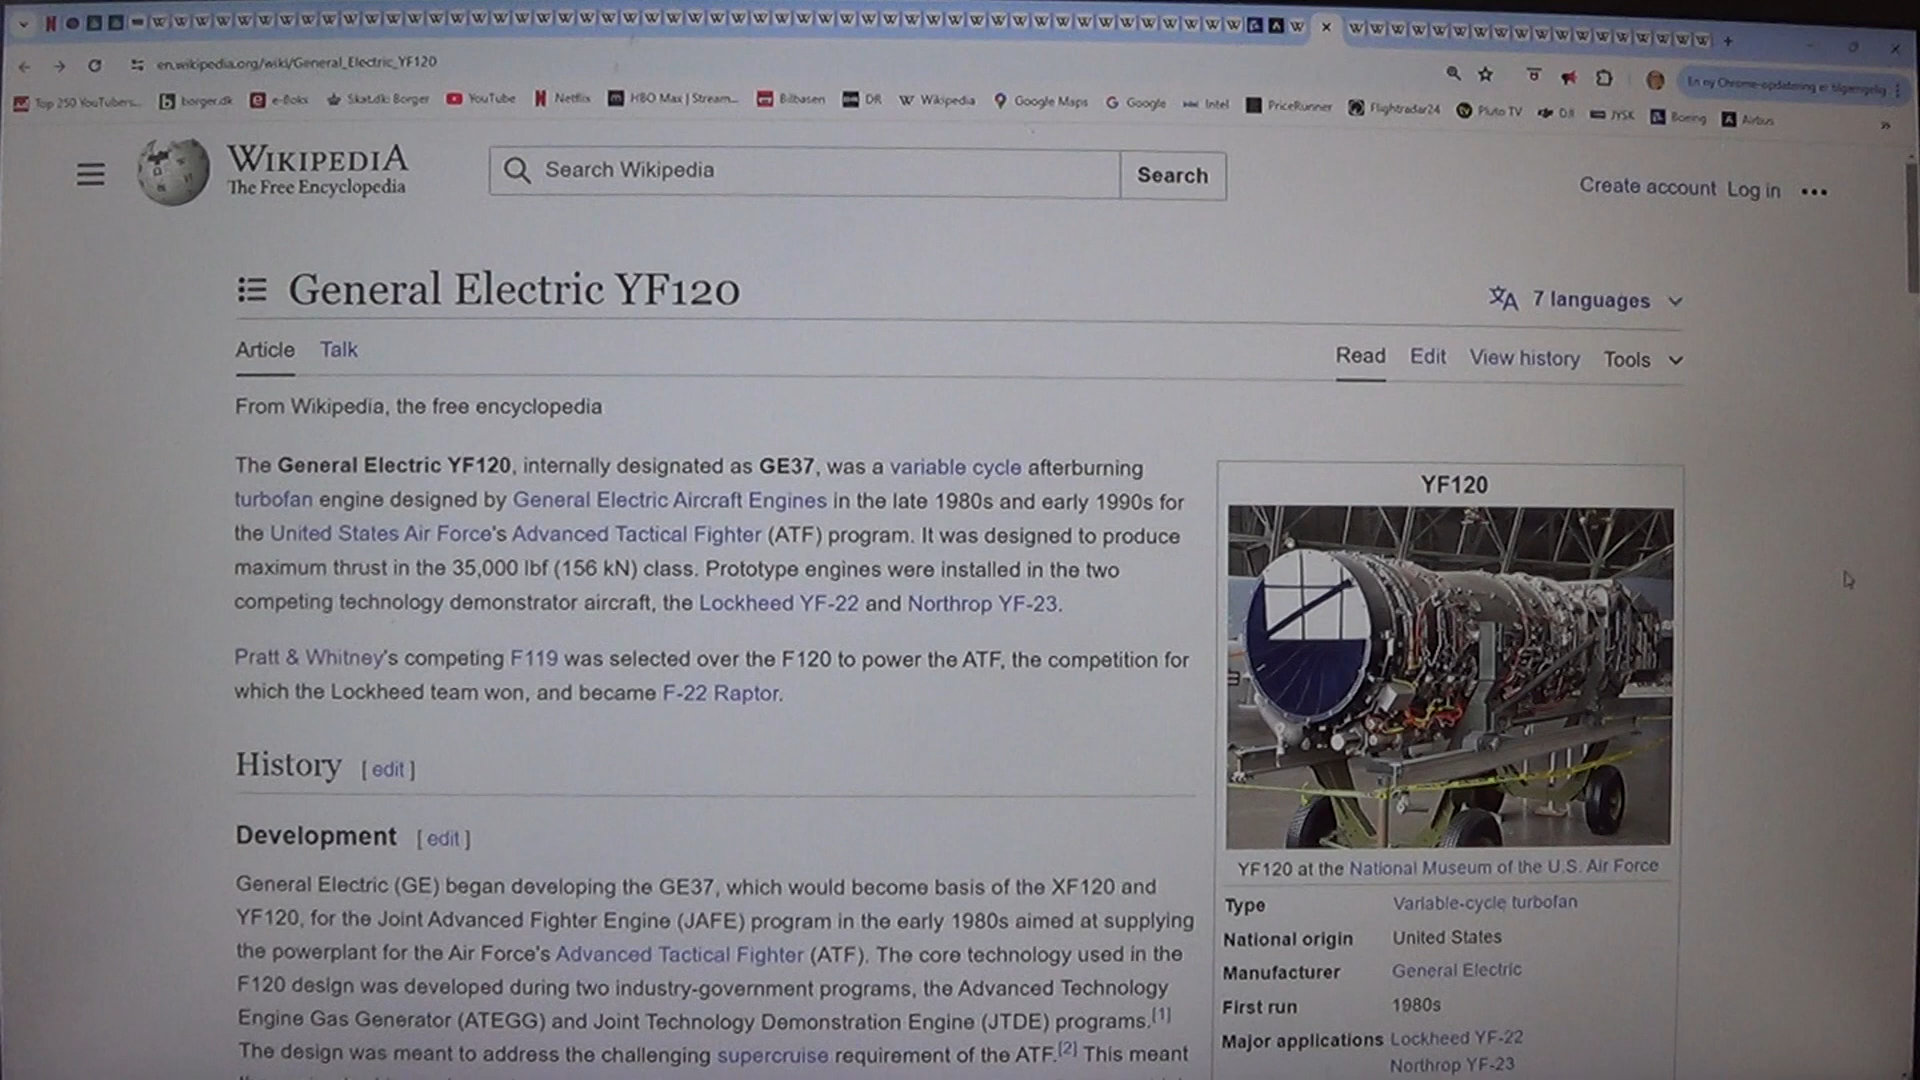 en.wikipedia.org/wiki/General_Electric_YF120
En ny Chrome-opdatering er tilgængelig
Top 250 YouTubers... borger.dk e-Boks Skat.dk: Borger YouTube Netflix HBO Max | Stream... Bilbasen DR Wikipedia Google Maps Google Intel PriceRunner Flightradar24 Pluto TV DJI JYSK Boeing Airbus
WIKIPEDIA
The Free Encyclopedia
Search Wikipedia
Search
Create account Log in
General Electric YF120
7 languages
Article Talk
Read Edit View history Tools
From Wikipedia, the free encyclopedia
The General Electric YF120, internally designated as GE37, was a variable cycle afterburning
turbofan engine designed by General Electric Aircraft Engines in the late 1980s and early 1990s for
the United States Air Force's Advanced Tactical Fighter (ATF) program. It was designed to produce
maximum thrust in the 35,000 lbf (156 kN) class. Prototype engines were installed in the two
competing technology demonstrator aircraft, the Lockheed YF-22 and Northrop YF-23.
Pratt & Whitney's competing F119 was selected over the F120 to power the ATF, the competition for
which the Lockheed team won, and became F-22 Raptor.
History [ edit ]
Development [ edit ]
General Electric (GE) began developing the GE37, which would become basis of the XF120 and
YF120, for the Joint Advanced Fighter Engine (JAFE) program in the early 1980s aimed at supplying
the powerplant for the Air Force's Advanced Tactical Fighter (ATF). The core technology used in the
F120 design was developed during two industry-government programs, the Advanced Technology
Engine Gas Generator (ATEGG) and Joint Technology Demonstration Engine (JTDE) programs.[1]
The design was meant to address the challenging supercruise requirement of the ATF.[2] This meant
YF120
YF120 at the National Museum of the U.S. Air Force
Type Variable-cycle turbofan
National origin United States
Manufacturer General Electric
First run 1980s
Major applications Lockheed YF-22
Northrop YF-23